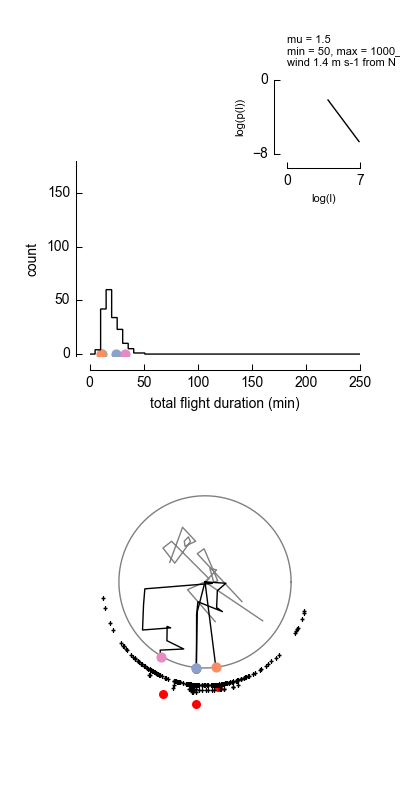 mu = 1.5
min = 50, max = 1000_
wind 1.4 m s-1 from N
0
log(p(l))
−8
0 7
log(l)
150
100
50
0
count
0 50 100 150 200 250
total flight duration (min)